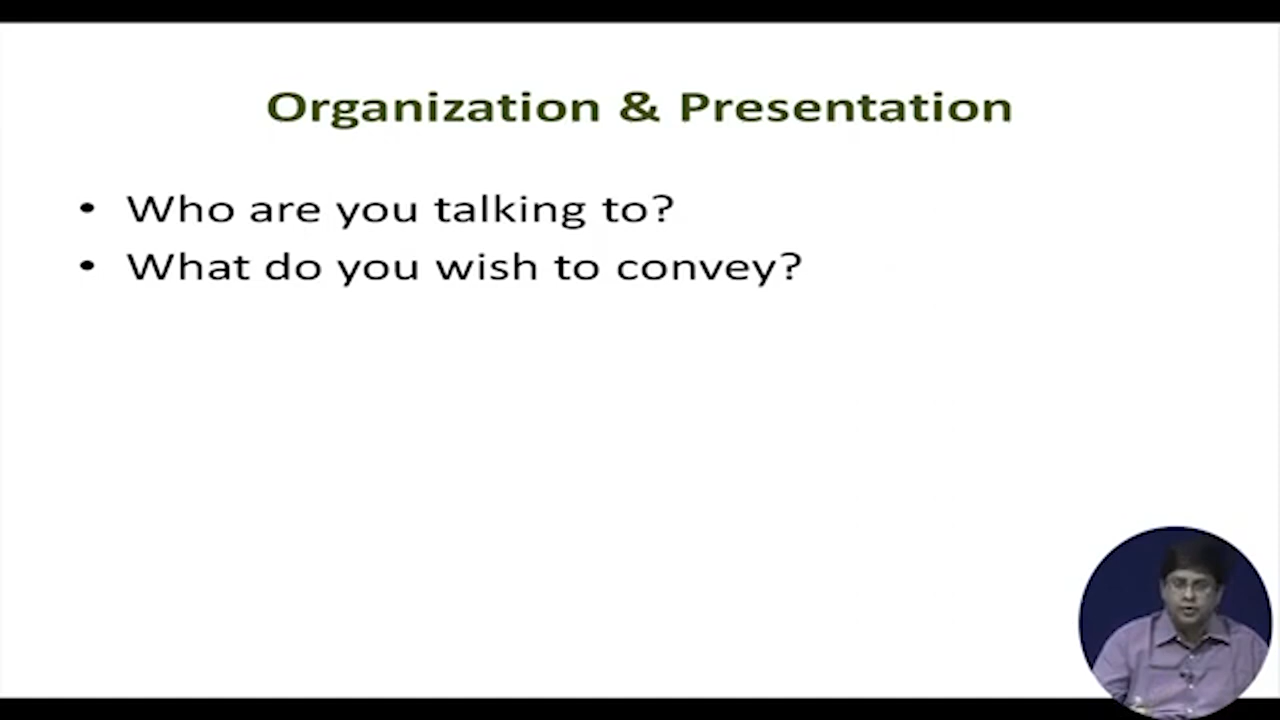 Organization & Presentation
• Who are you talking to?
• What do you wish to convey?